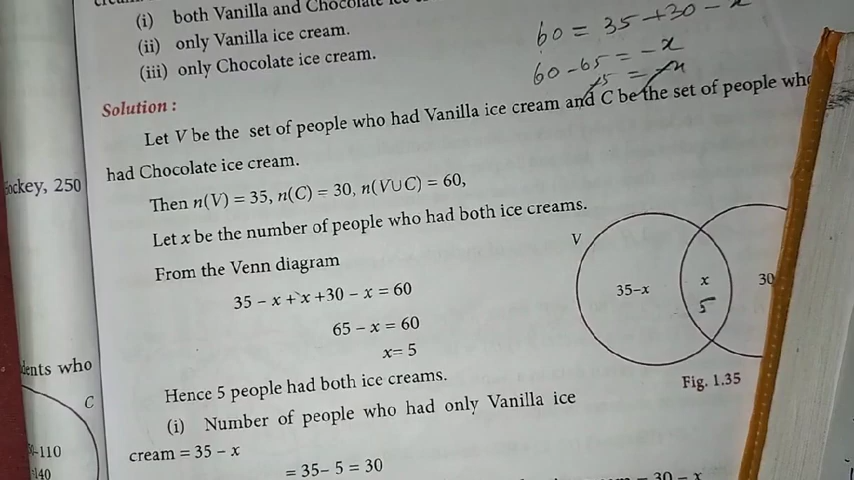 (i) both Vanilla and Chocolate
(ii) only Vanilla ice cream.
(iii) only Chocolate ice cream.
60 = 35 + 30 - x
60 - 65 = -x
Solution :
Let V be the set of people who had Vanilla ice cream and C be the set of people who
had Chocolate ice cream.
Then n(V) = 35, n(C) = 30, n(V∪C) = 60,
Let x be the number of people who had both ice creams.
From the Venn diagram
35 – x + x +30 – x = 60
65 – x = 60
x= 5
Hence 5 people had both ice creams.
(i) Number of people who had only Vanilla ice
cream = 35 – x
= 35– 5 = 30
30 – x
V
35–x
x
5
30
Fig. 1.35
250
who
C
–110
140